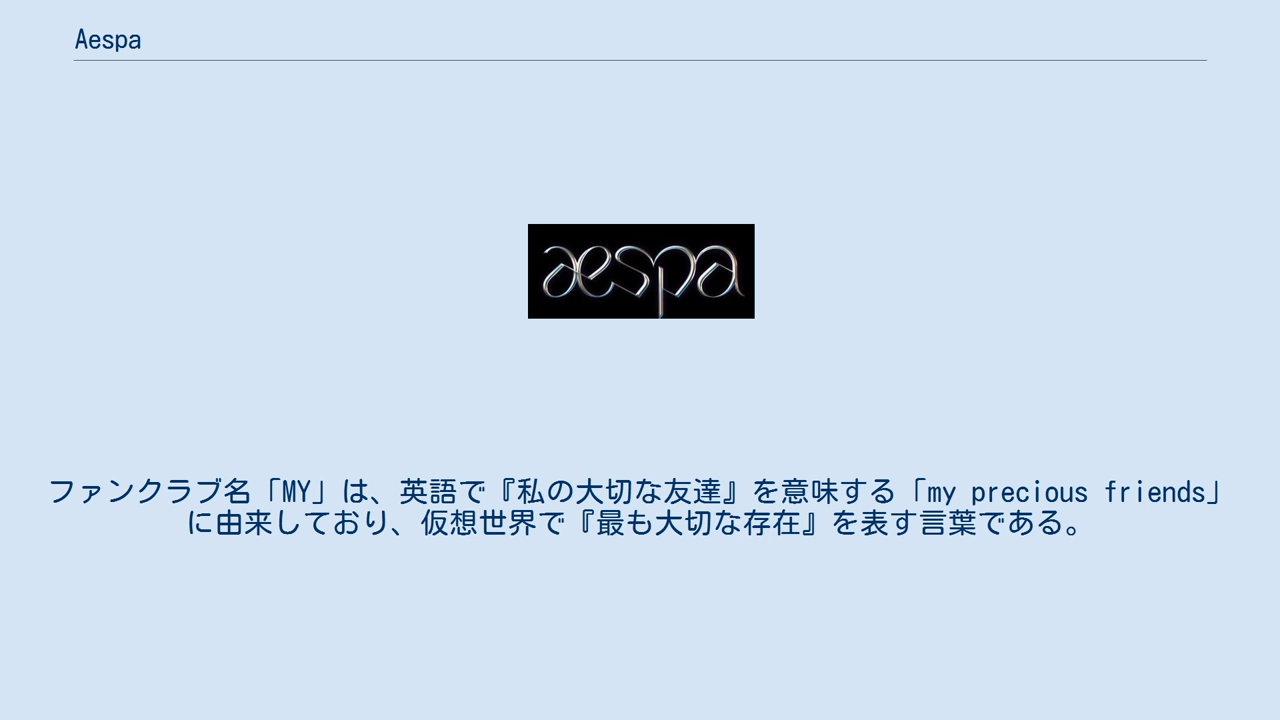 Aespa
aespa
ファンクラブ名「MY」は、英語で『私の大切な友達』を意味する「my precious friends」
に由来しており、仮想世界で『最も大切な存在』を表す言葉である。